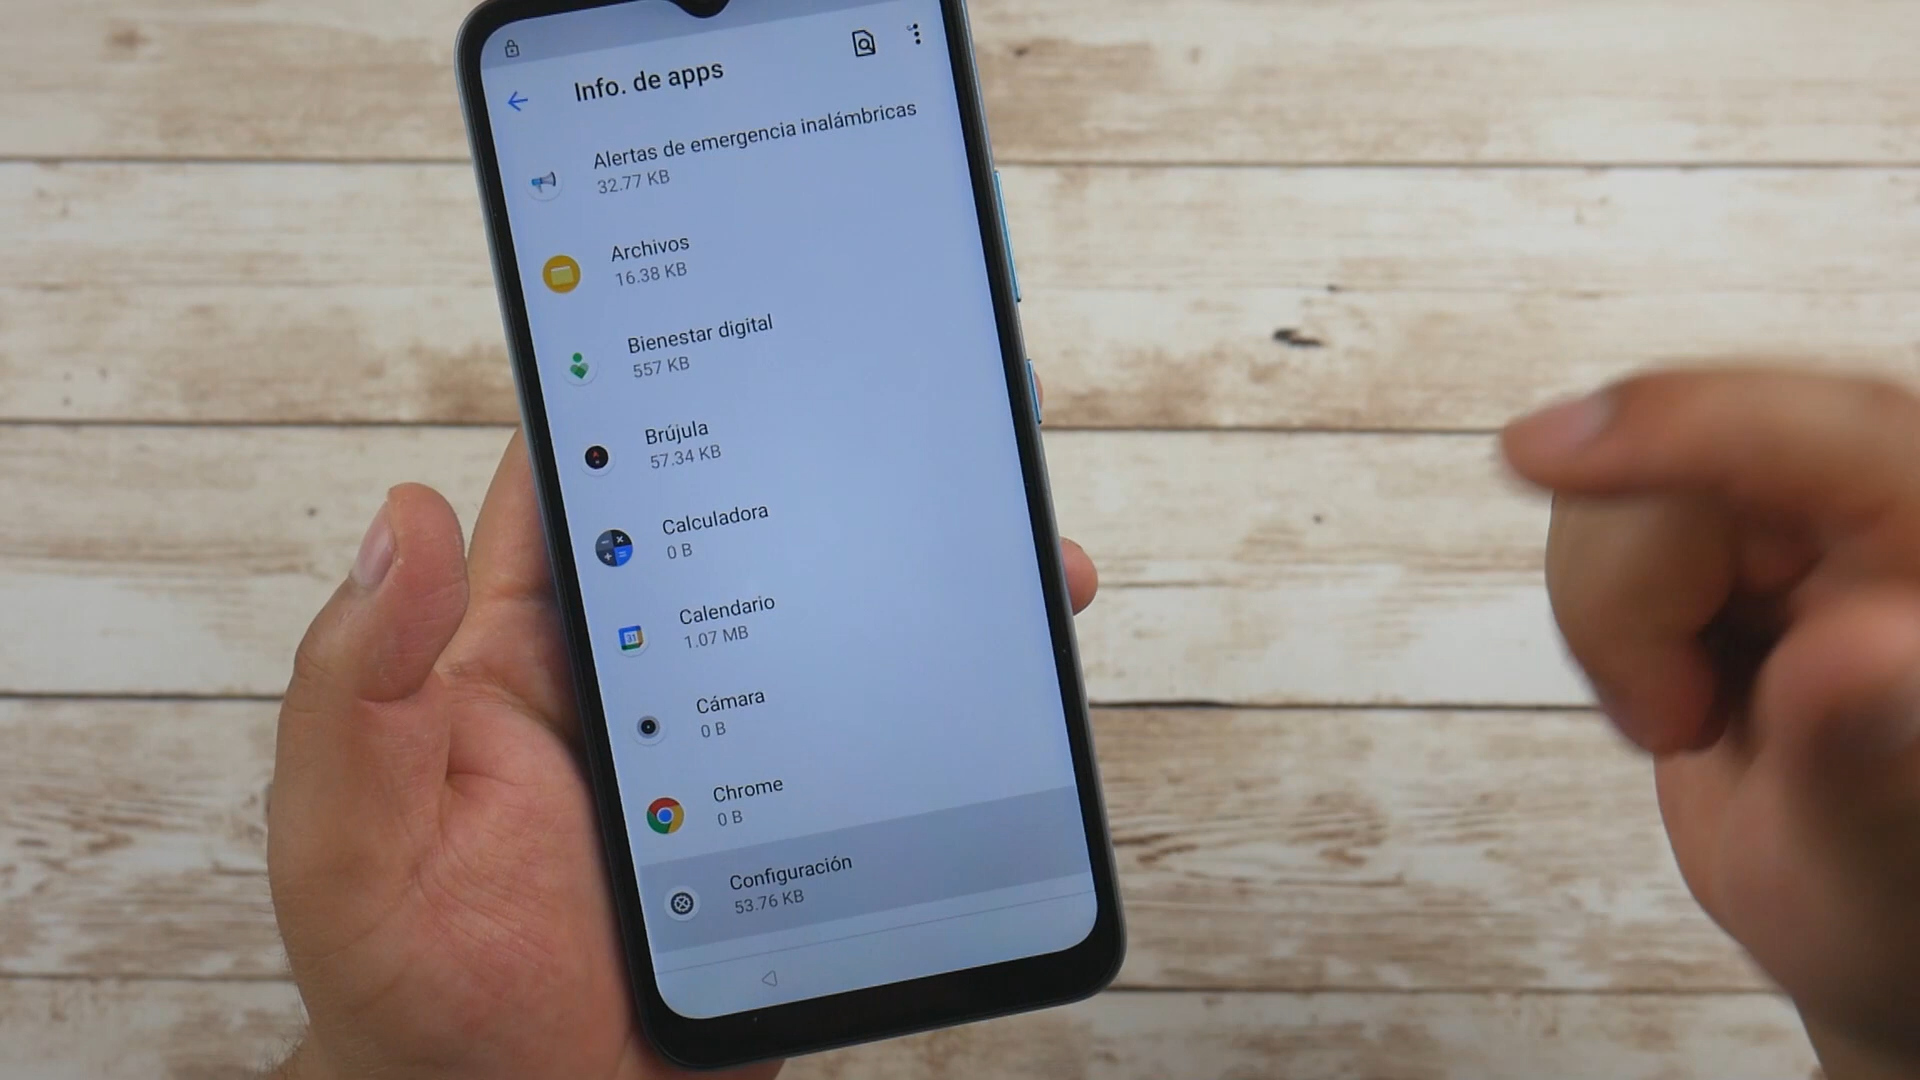 Info. de apps
Alertas de emergencia inalámbricas
32.77 KB
Archivos
16.38 KB
Bienestar digital
557 KB
Brújula
57.34 KB
Calculadora
0 B
31
Calendario
1.07 MB
Cámara
0 B
Chrome
0 B
Configuración
53.76 KB